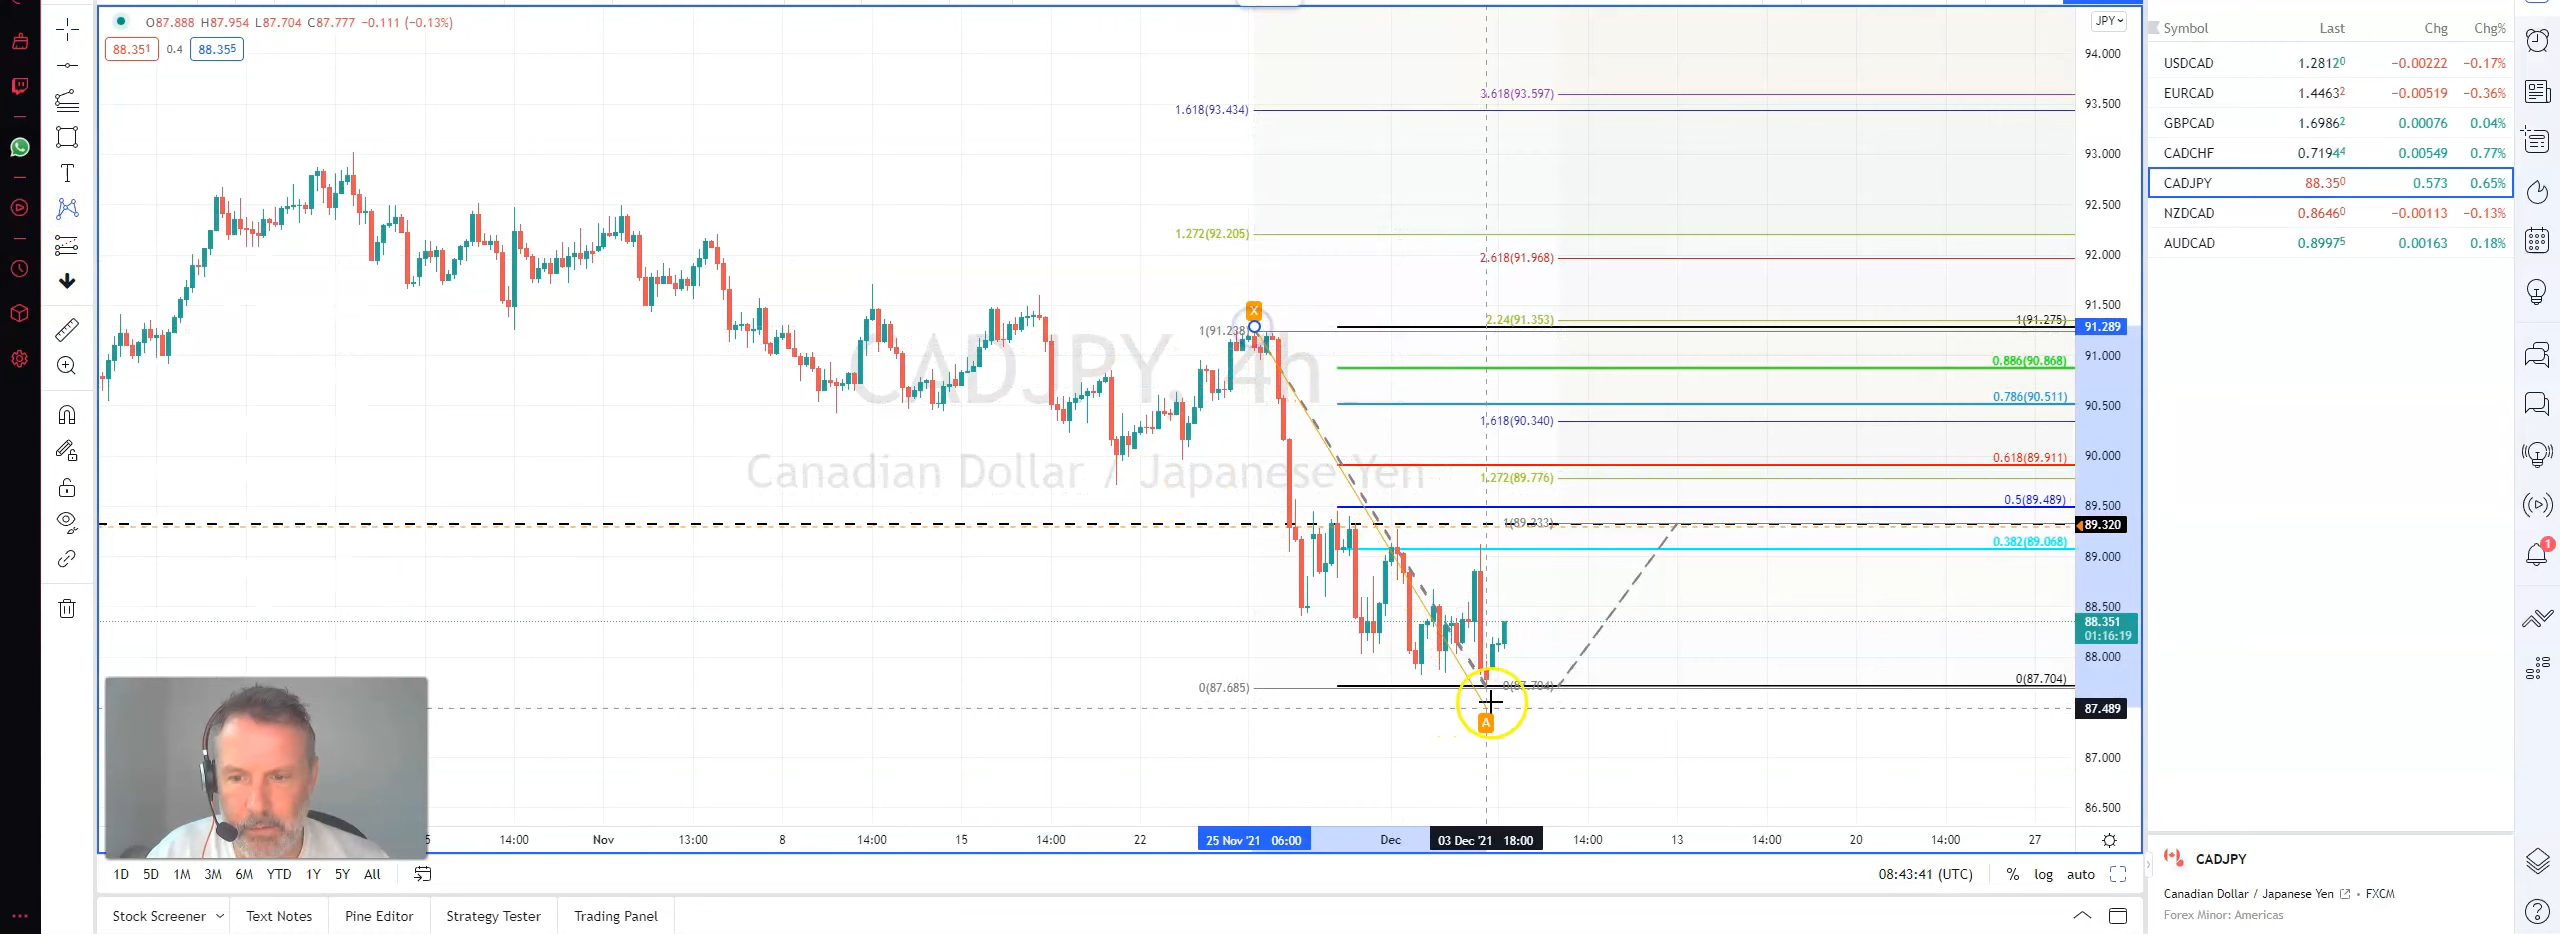 O87.888 H87.954 L87.704 C87.777 −0.111 (−0.13%)
88.351 0.4 88.355
CADJPY, 4h
Canadian Dollar / Japanese Yen
JPY
94.000
93.500
93.000
92.500
92.000
91.500
91.289
91.000
90.500
90.000
89.500
89.320
89.000
88.500
88.351
01:16:19
88.000
87.489
87.000
86.500
3.618(93.597)
1.618(93.434)
1.272(92.205)
2.618(91.968)
X
2.24(91.353)
1(91.275)
1(91.238)
0.886(90.868)
0.786(90.511)
1.618(90.340)
0.618(89.911)
1.272(89.776)
0.5(89.489)
0.382(89.068)
0(87.704)
0(87.685)
A
14:00 Nov 13:00 8 14:00 15 14:00 22 25 Nov '21 06:00 Dec 03 Dec '21 18:00 14:00 13 14:00 20 14:00 27
1D 5D 1M 3M 6M YTD 1Y 5Y All
08:43:41 (UTC) % log auto
Stock Screener Text Notes Pine Editor Strategy Tester Trading Panel
Symbol Last Chg Chg%
USDCAD 1.28120 −0.00222 −0.17%
EURCAD 1.44632 −0.00519 −0.36%
GBPCAD 1.69862 0.00076 0.04%
CADCHF 0.71944 0.00549 0.77%
CADJPY 88.350 0.573 0.65%
NZDCAD 0.86460 −0.00113 −0.13%
AUDCAD 0.89975 0.00163 0.18%
1
CADJPY
Canadian Dollar / Japanese Yen • FXCM
Forex Minor: Americas